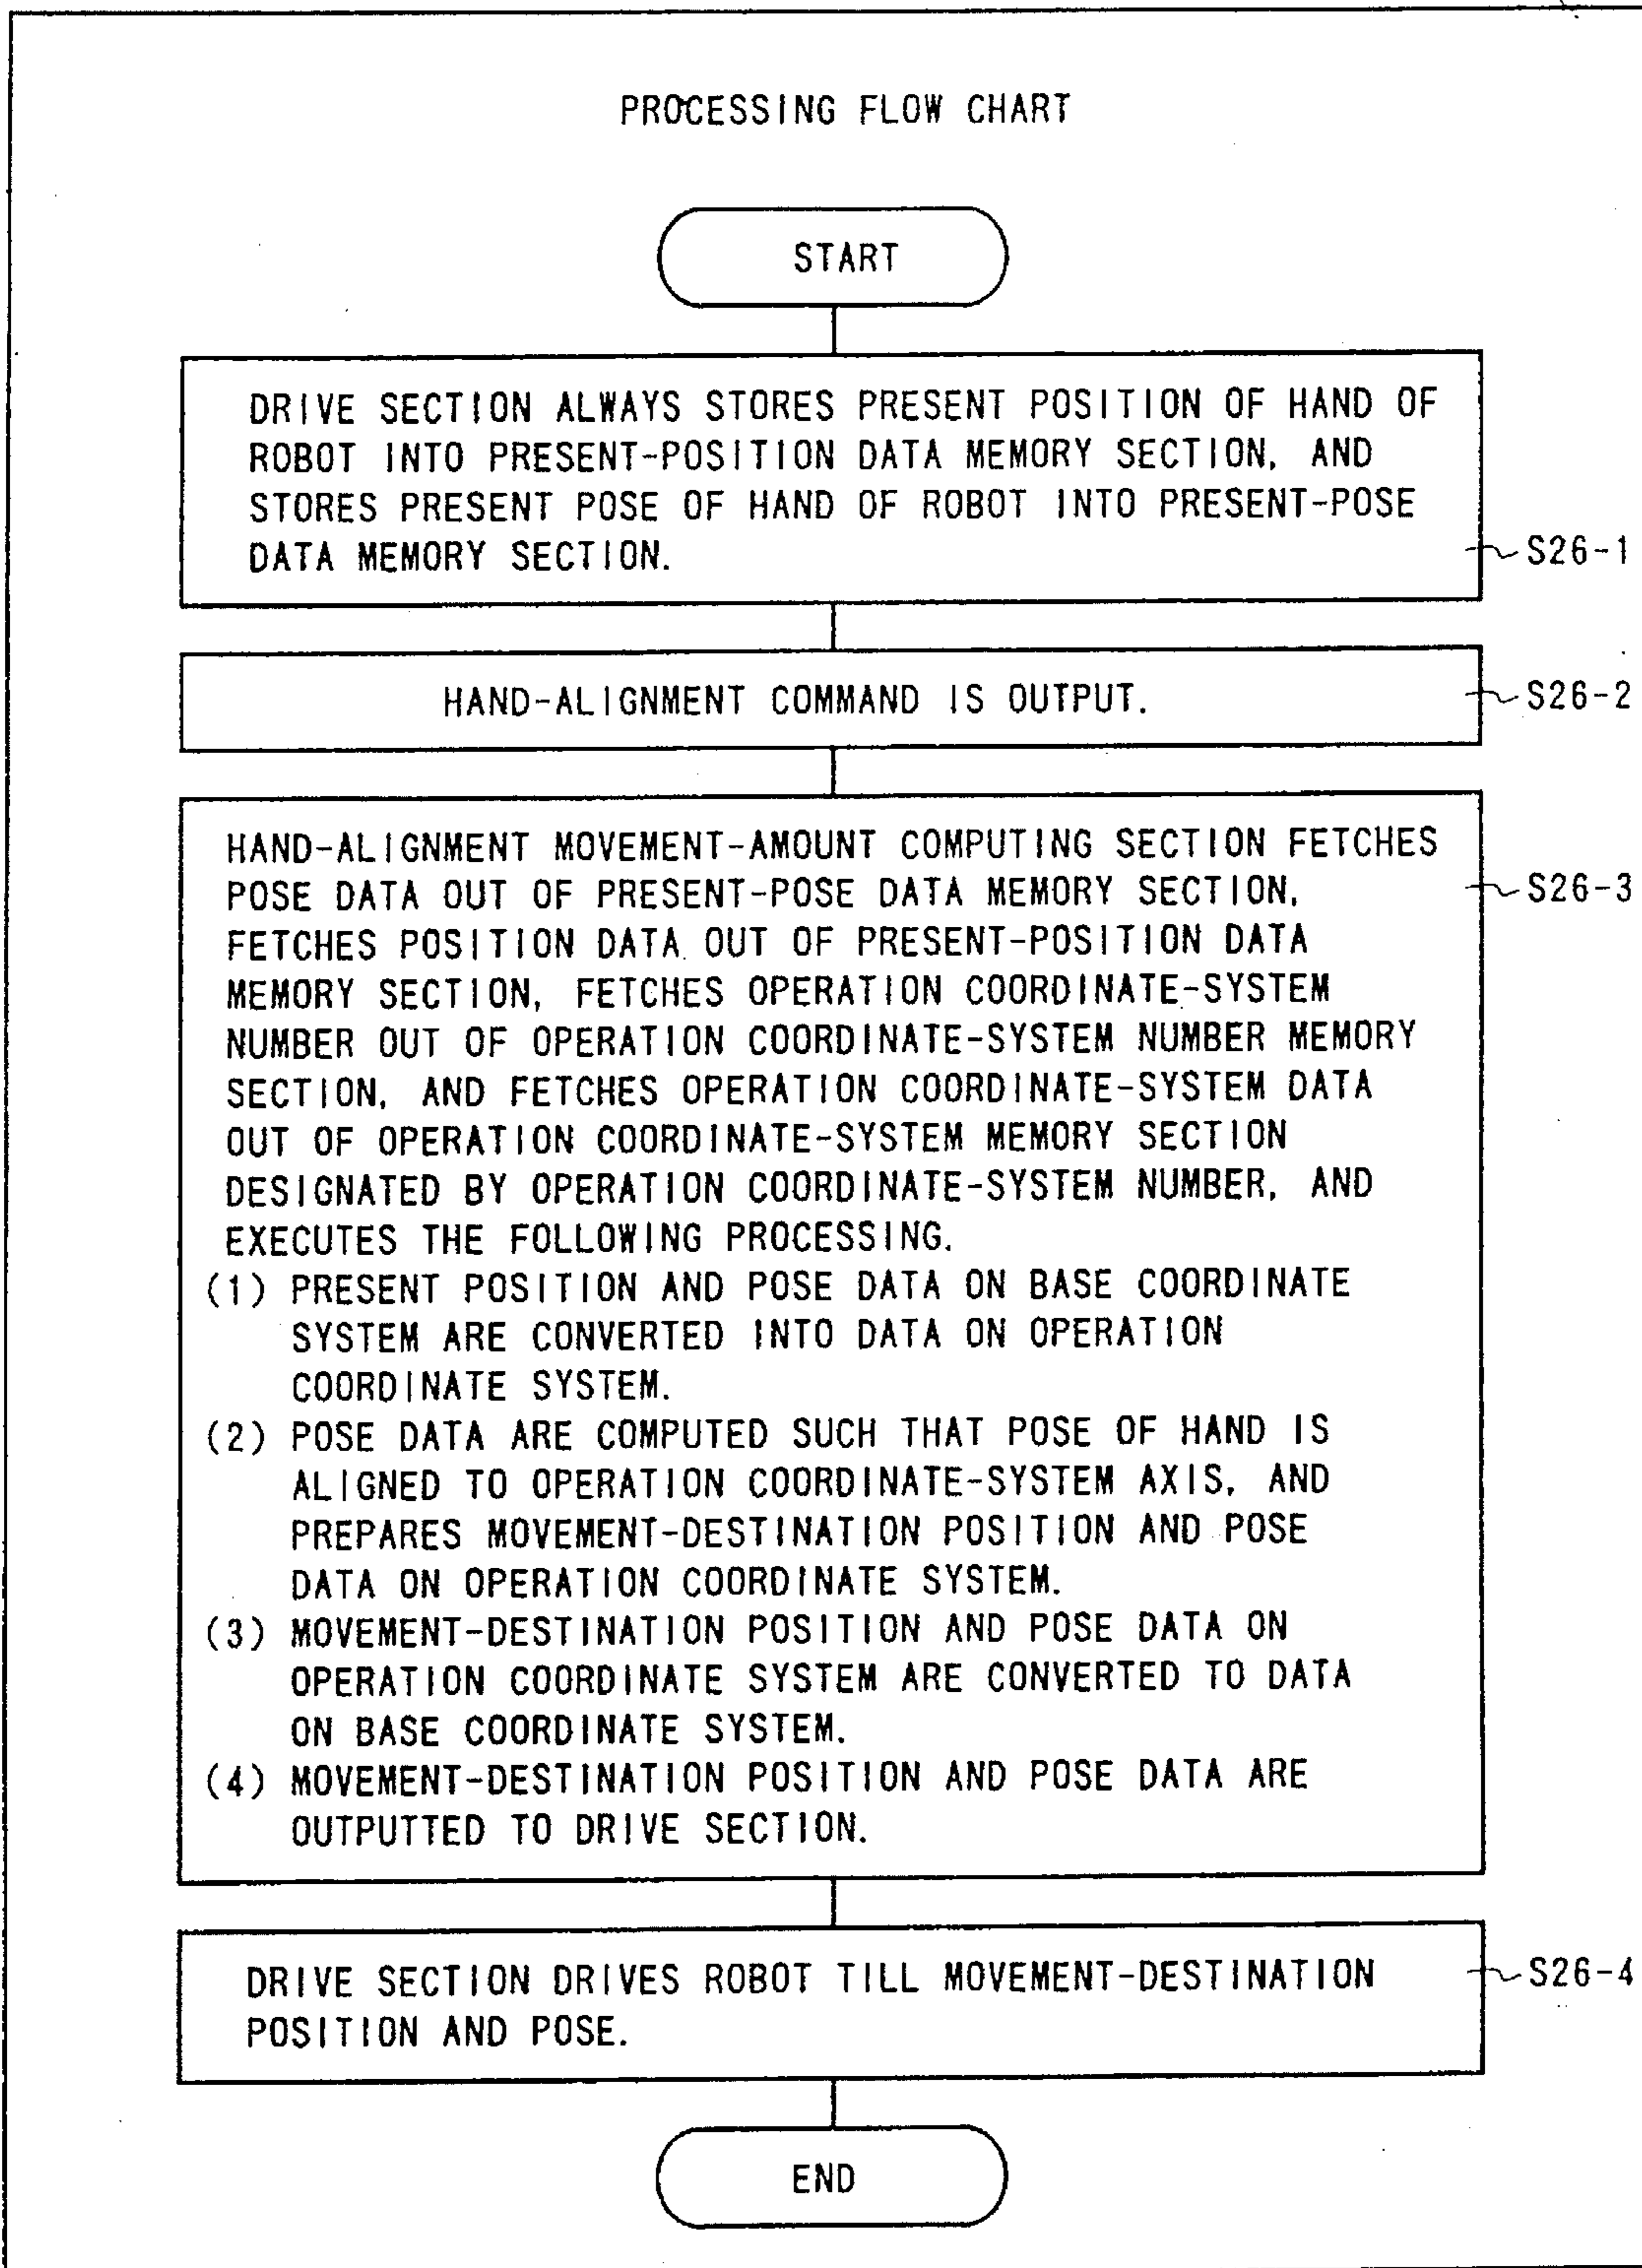 PROCESSING FLOW CHART
START
DRIVE SECTION ALWAYS STORES PRESENT POSITION OF HAND OF
ROBOT INTO PRESENT-POSITION DATA MEMORY SECTION, AND
STORES PRESENT POSE OF HAND OF ROBOT INTO PRESENT-POSE
DATA MEMORY SECTION.
S26-1
HAND-ALIGNMENT COMMAND IS OUTPUT.
S26-2
HAND-ALIGNMENT MOVEMENT-AMOUNT COMPUTING SECTION FETCHES
POSE DATA OUT OF PRESENT-POSE DATA MEMORY SECTION,
S26-3
FETCHES POSITION DATA OUT OF PRESENT-POSITION DATA
MEMORY SECTION, FETCHES OPERATION COORDINATE-SYSTEM
NUMBER OUT OF OPERATION COORDINATE-SYSTEM NUMBER MEMORY
SECTION, AND FETCHES OPERATION COORDINATE-SYSTEM DATA
OUT OF OPERATION COORDINATE-SYSTEM MEMORY SECTION
DESIGNATED BY OPERATION COORDINATE-SYSTEM NUMBER, AND
EXECUTES THE FOLLOWING PROCESSING.
(1) PRESENT POSITION AND POSE DATA ON BASE COORDINATE
SYSTEM ARE CONVERTED INTO DATA ON OPERATION
COORDINATE SYSTEM.
(2) POSE DATA ARE COMPUTED SUCH THAT POSE OF HAND IS
ALIGNED TO OPERATION COORDINATE-SYSTEM AXIS, AND
PREPARES MOVEMENT-DESTINATION POSITION AND POSE
DATA ON OPERATION COORDINATE SYSTEM.
(3) MOVEMENT-DESTINATION POSITION AND POSE DATA ON
OPERATION COORDINATE SYSTEM ARE CONVERTED TO DATA
ON BASE COORDINATE SYSTEM.
(4) MOVEMENT-DESTINATION POSITION AND POSE DATA ARE
OUTPUTTED TO DRIVE SECTION.
DRIVE SECTION DRIVES ROBOT TILL MOVEMENT-DESTINATION
POSITION AND POSE.
S26-4
END